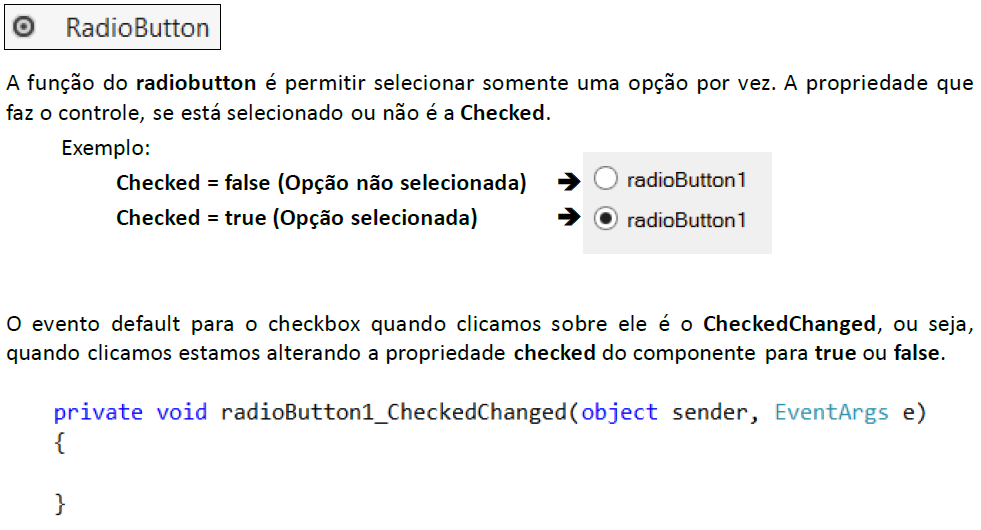 RadioButton
A função do radiobutton é permitir selecionar somente uma opção por vez. A propriedade que
faz o controle, se está selecionado ou não é a Checked.
Exemplo:
Checked = false (Opção não selecionada) ➔ radioButton1
Checked = true (Opção selecionada) ➔ radioButton1
O evento default para o checkbox quando clicamos sobre ele é o CheckedChanged, ou seja,
quando clicamos estamos alterando a propriedade checked do componente para true ou false.
private void radioButton1_CheckedChanged(object sender, EventArgs e)
{
}